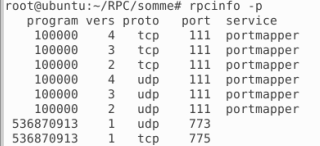 root@ubuntu:~/RPC/somme# rpcinfo -p
program vers proto port service
100000 4 tcp 111 portmapper
100000 3 tcp 111 portmapper
100000 2 tcp 111 portmapper
100000 4 udp 111 portmapper
100000 3 udp 111 portmapper
100000 2 udp 111 portmapper
536870913 1 udp 773
536870913 1 tcp 775